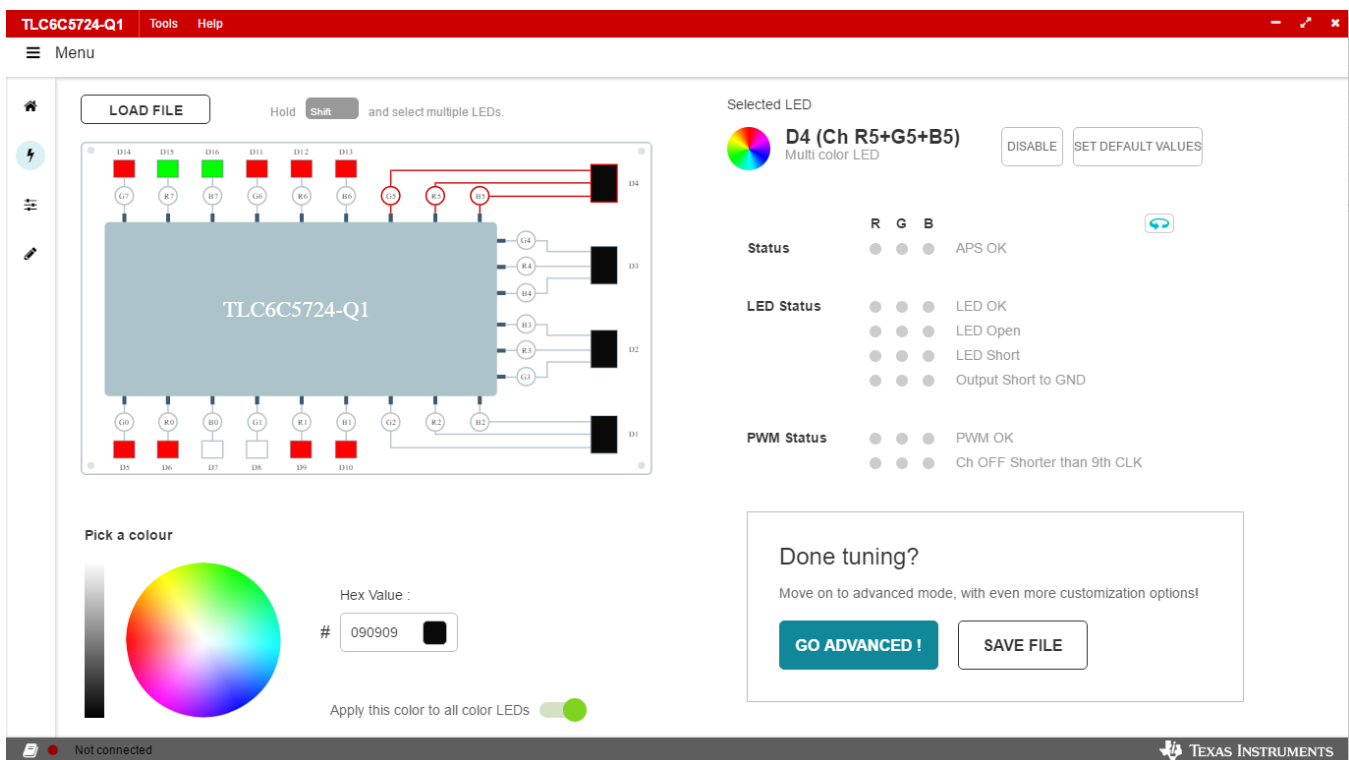 TLC6C5724-Q1 Tools Help
Menu
LOAD FILE
Hold Shift and select multiple LEDs.
D14 D15 D16 D11 D12 D13
G7 R7 B7 G6 R6 B6 G5 R5 B5
D4
G4
R4
B4
D3
TLC6C5724-Q1
B3
R3
G3
D2
G0 R0 B0 G1 R1 B1 G2 R2 B2
D1
D5 D6 D7 D8 D9 D10
Pick a colour
Hex Value :
# 090909
Apply this color to all color LEDs
Selected LED
D4 (Ch R5+G5+B5)
Multi color LED
DISABLE
SET DEFAULT VALUES
R G B
Status APS OK
LED Status LED OK
LED Open
LED Short
Output Short to GND
PWM Status PWM OK
Ch OFF Shorter than 9th CLK
Done tuning?
Move on to advanced mode, with even more customization options!
GO ADVANCED !
SAVE FILE
Not connected
TEXAS INSTRUMENTS